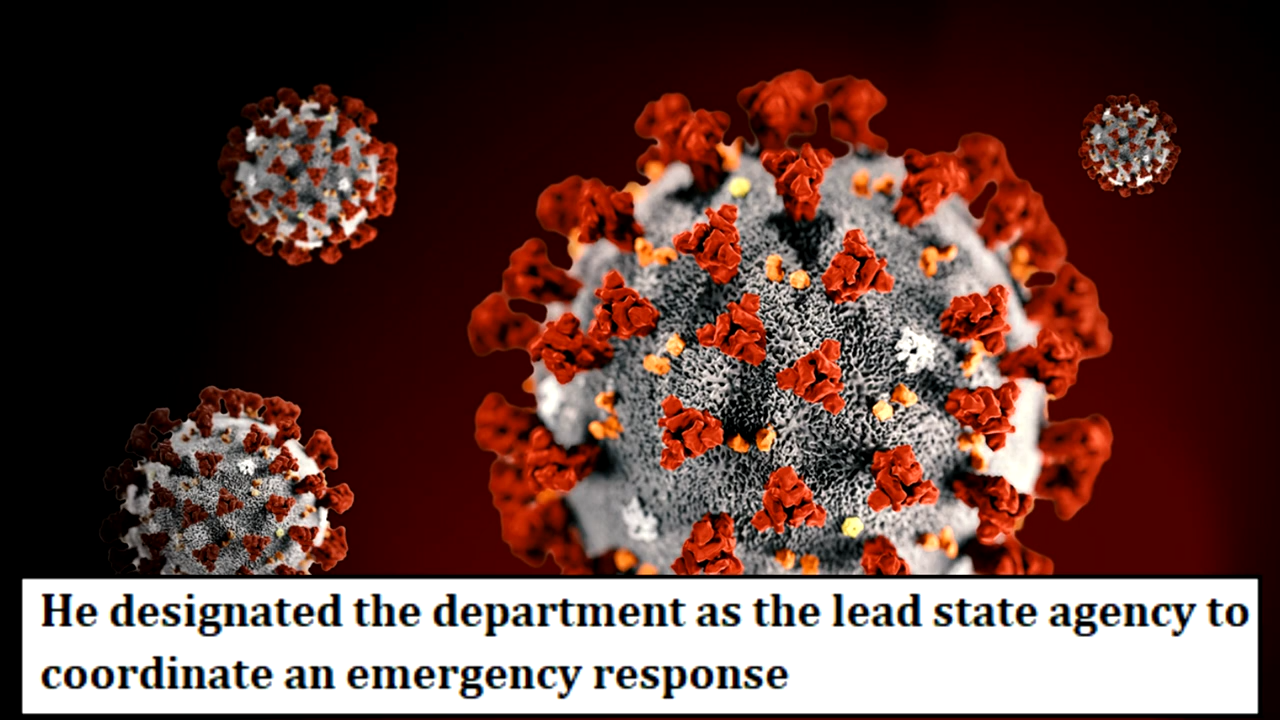 He designated the department as the lead state agency to
coordinate an emergency response